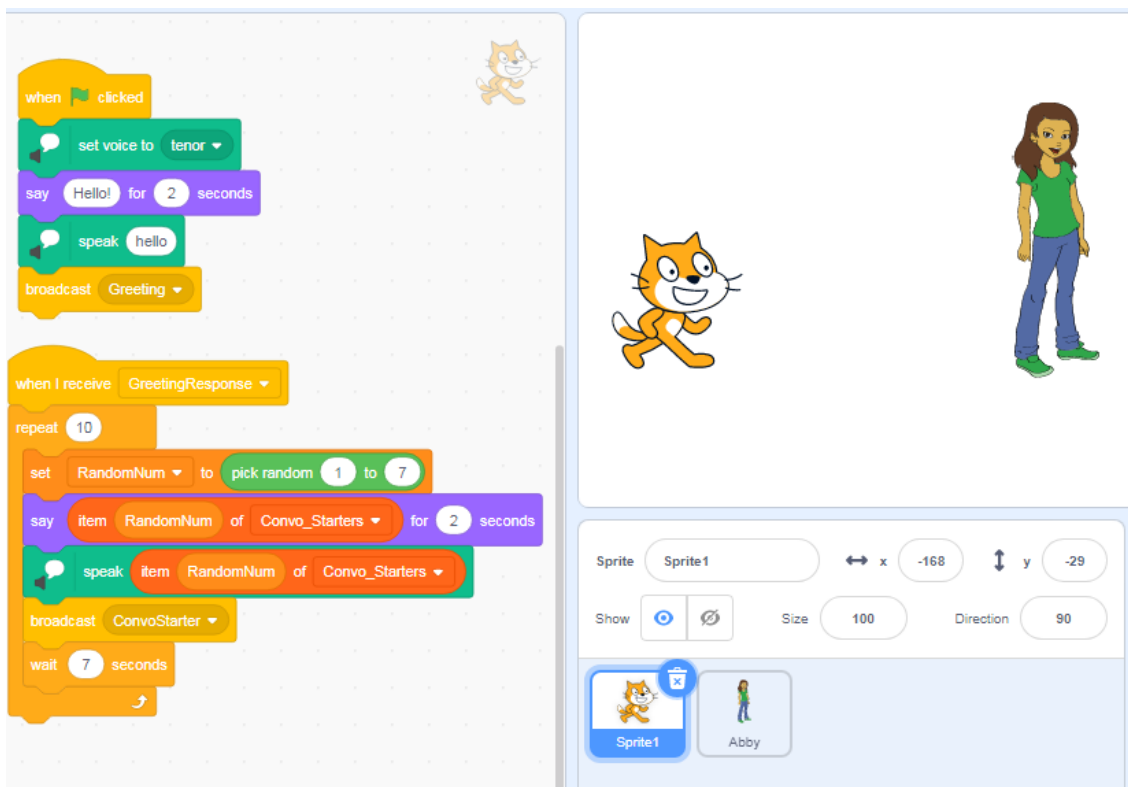 when clicked
set voice to tenor
say Hello! for 2 seconds
speak hello
broadcast Greeting
when I receive GreetingResponse
repeat 10
set RandomNum to pick random 1 to 7
say item RandomNum of Convo_Starters for 2 seconds
speak item RandomNum of Convo_Starters
broadcast ConvoStarter
wait 7 seconds
Sprite Sprite1 x -168 y -29
Show Size 100 Direction 90
Sprite1 Abby